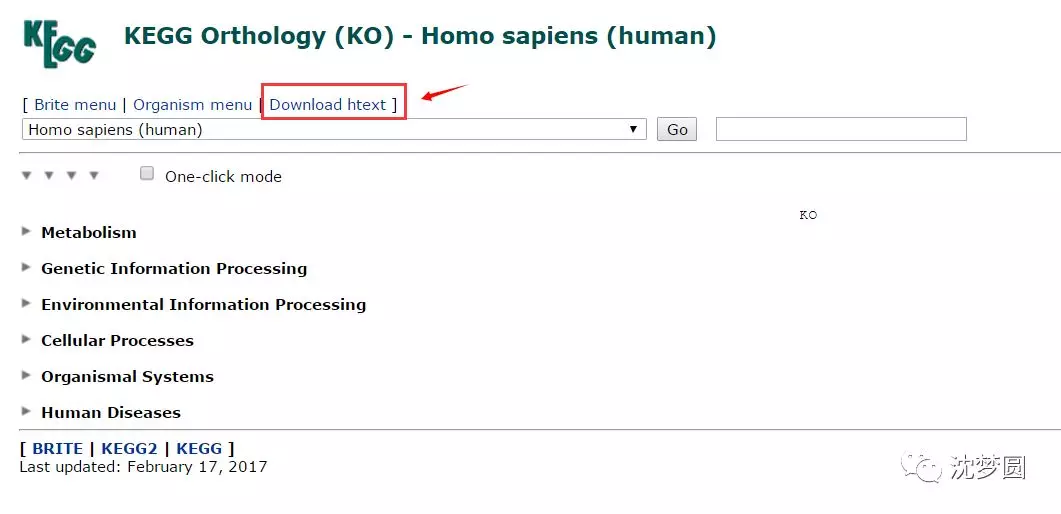 KEGG
KEGG Orthology (KO) - Homo sapiens (human)
[ Brite menu | Organism menu | Download htext ]
Homo sapiens (human)
Go
One-click mode
KO
Metabolism
Genetic Information Processing
Environmental Information Processing
Cellular Processes
Organismal Systems
Human Diseases
[ BRITE | KEGG2 | KEGG ]
Last updated: February 17, 2017
沈梦圆